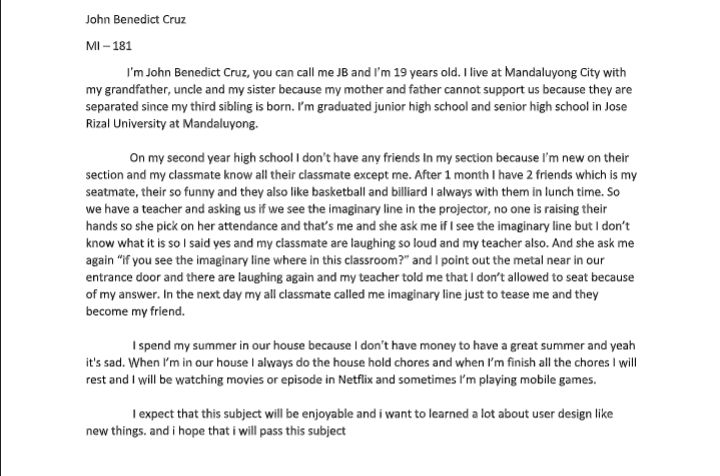 John Benedict Cruz
MI – 181
I'm John Benedict Cruz, you can call me JB and I'm 19 years old. I live at Mandaluyong City with
my grandfather, uncle and my sister because my mother and father cannot support us because they are
separated since my third sibling is born. I'm graduated junior high school and senior high school in Jose
Rizal University at Mandaluyong.
On my second year high school I don't have any friends In my section because I'm new on their
section and my classmate know all their classmate except me. After 1 month I have 2 friends which is my
seatmate, their so funny and they also like basketball and billiard I always with them in lunch time. So
we have a teacher and asking us if we see the imaginary line in the projector, no one is raising their
hands so she pick on her attendance and that's me and she ask me if I see the imaginary line but I don't
know what it is so I said yes and my classmate are laughing so loud and my teacher also. And she ask me
again "if you see the imaginary line where in this classroom?" and I point out the metal near in our
entrance door and there are laughing again and my teacher told me that I don't allowed to seat because
of my answer. In the next day my all classmate called me imaginary line just to tease me and they
become my friend.
I spend my summer in our house because I don't have money to have a great summer and yeah
it's sad. When I'm in our house I always do the house hold chores and when I'm finish all the chores I will
rest and I will be watching movies or episode in Netflix and sometimes I'm playing mobile games.
I expect that this subject will be enjoyable and i want to learned a lot about user design like
new things. and i hope that i will pass this subject